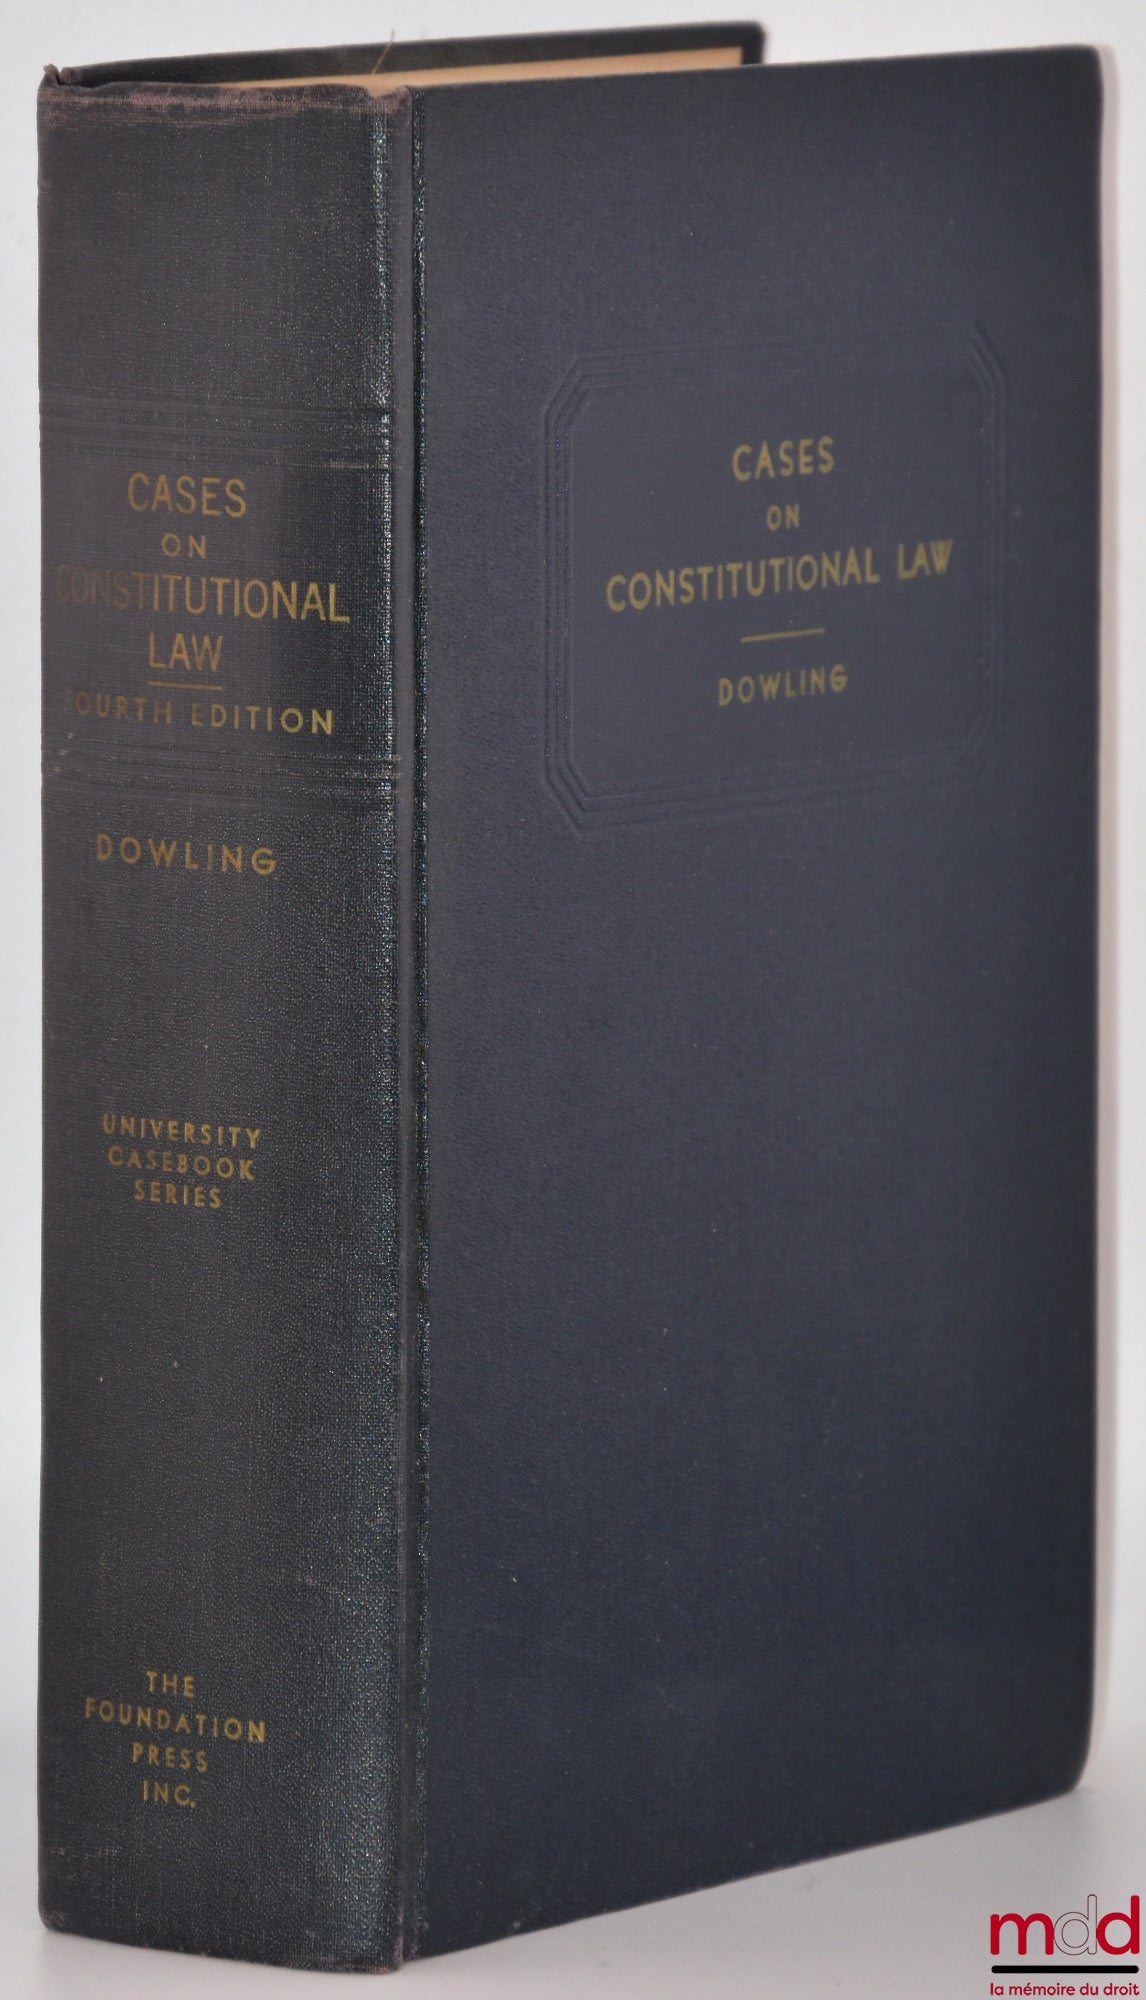 CASES
ON
CONSTITUTIONAL
LAW
FOURTH EDITION
DOWLING
UNIVERSITY
CASEBOOK
SERIES
THE
FOUNDATION
PRESS
INC.
CASES
ON
CONSTITUTIONAL LAW
DOWLING
mdd
la mémoire du droit